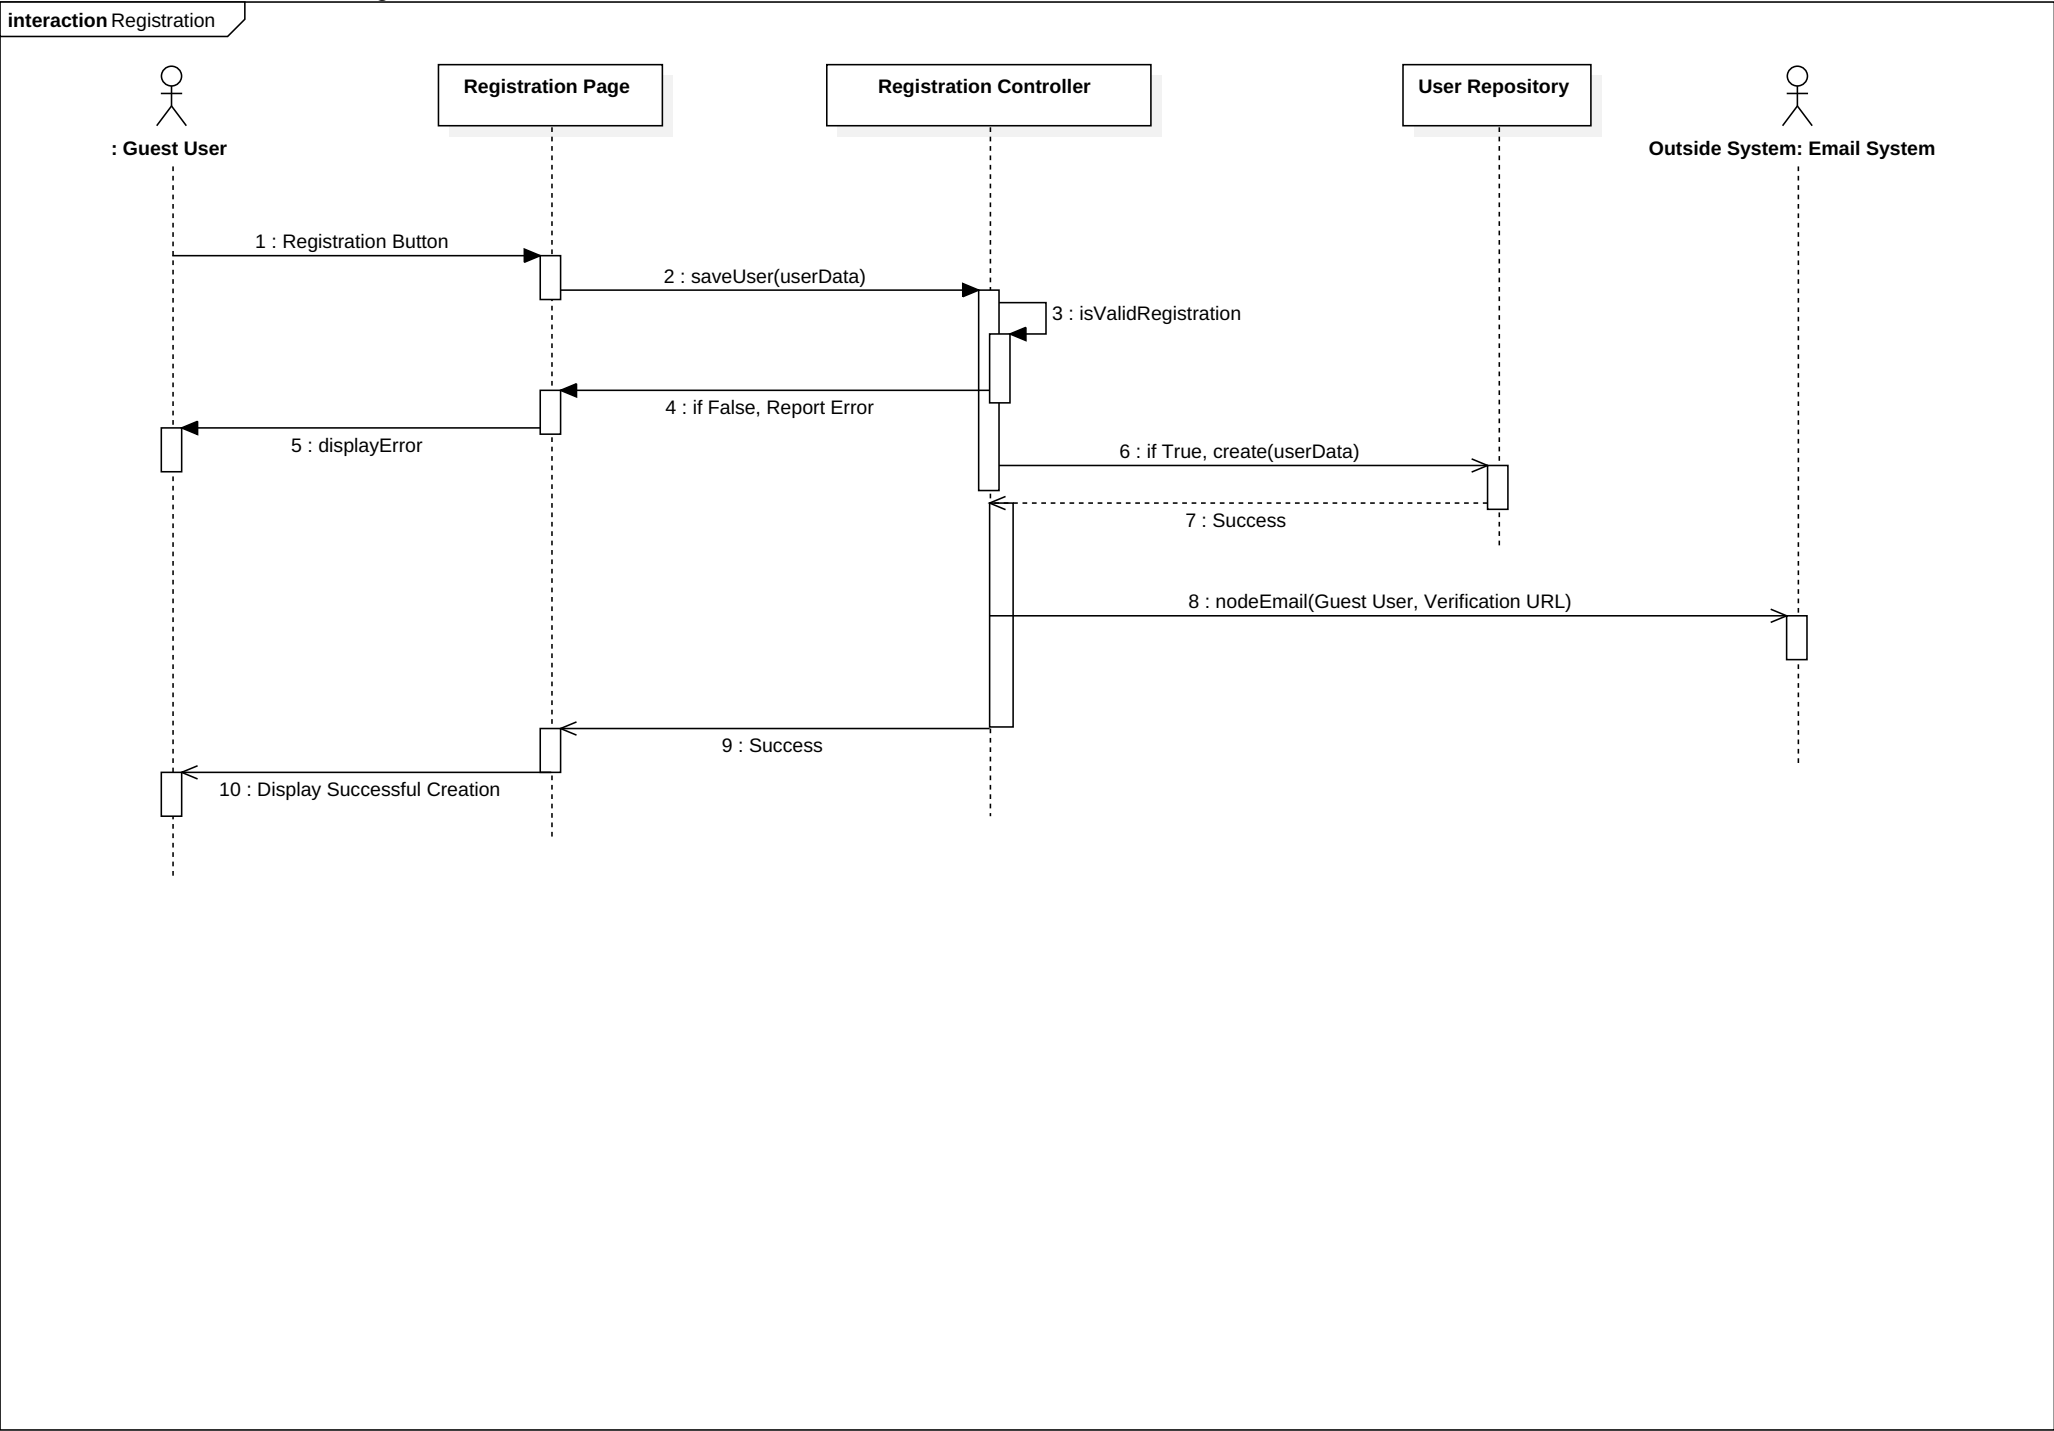 interaction Registration
: Guest User
Registration Page
Registration Controller
User Repository
Outside System: Email System
1 : Registration Button
2 : saveUser(userData)
3 : isValidRegistration
4 : if False, Report Error
5 : displayError
6 : if True, create(userData)
7 : Success
8 : nodeEmail(Guest User, Verification URL)
9 : Success
10 : Display Successful Creation